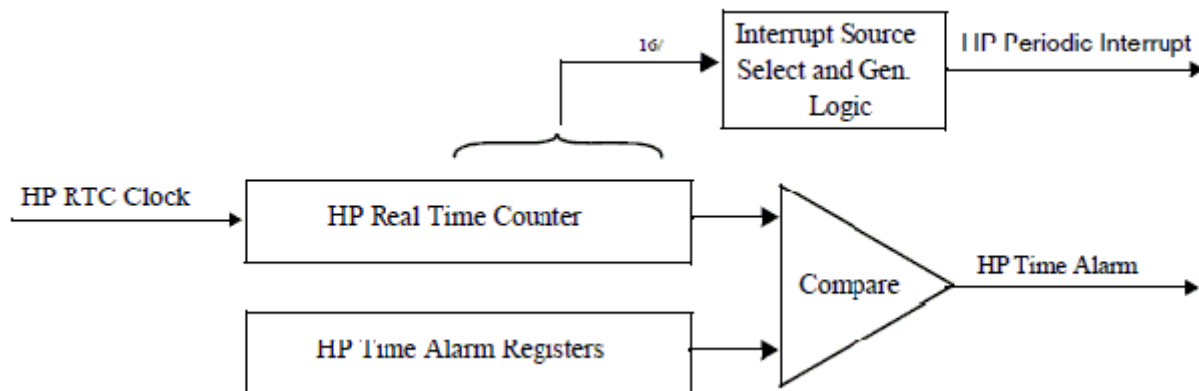 16/
Interrupt Source
Select and Gen.
Logic
HP Periodic Interrupt
HP RTC Clock
HP Real Time Counter
Compare
HP Time Alarm
HP Time Alarm Registers